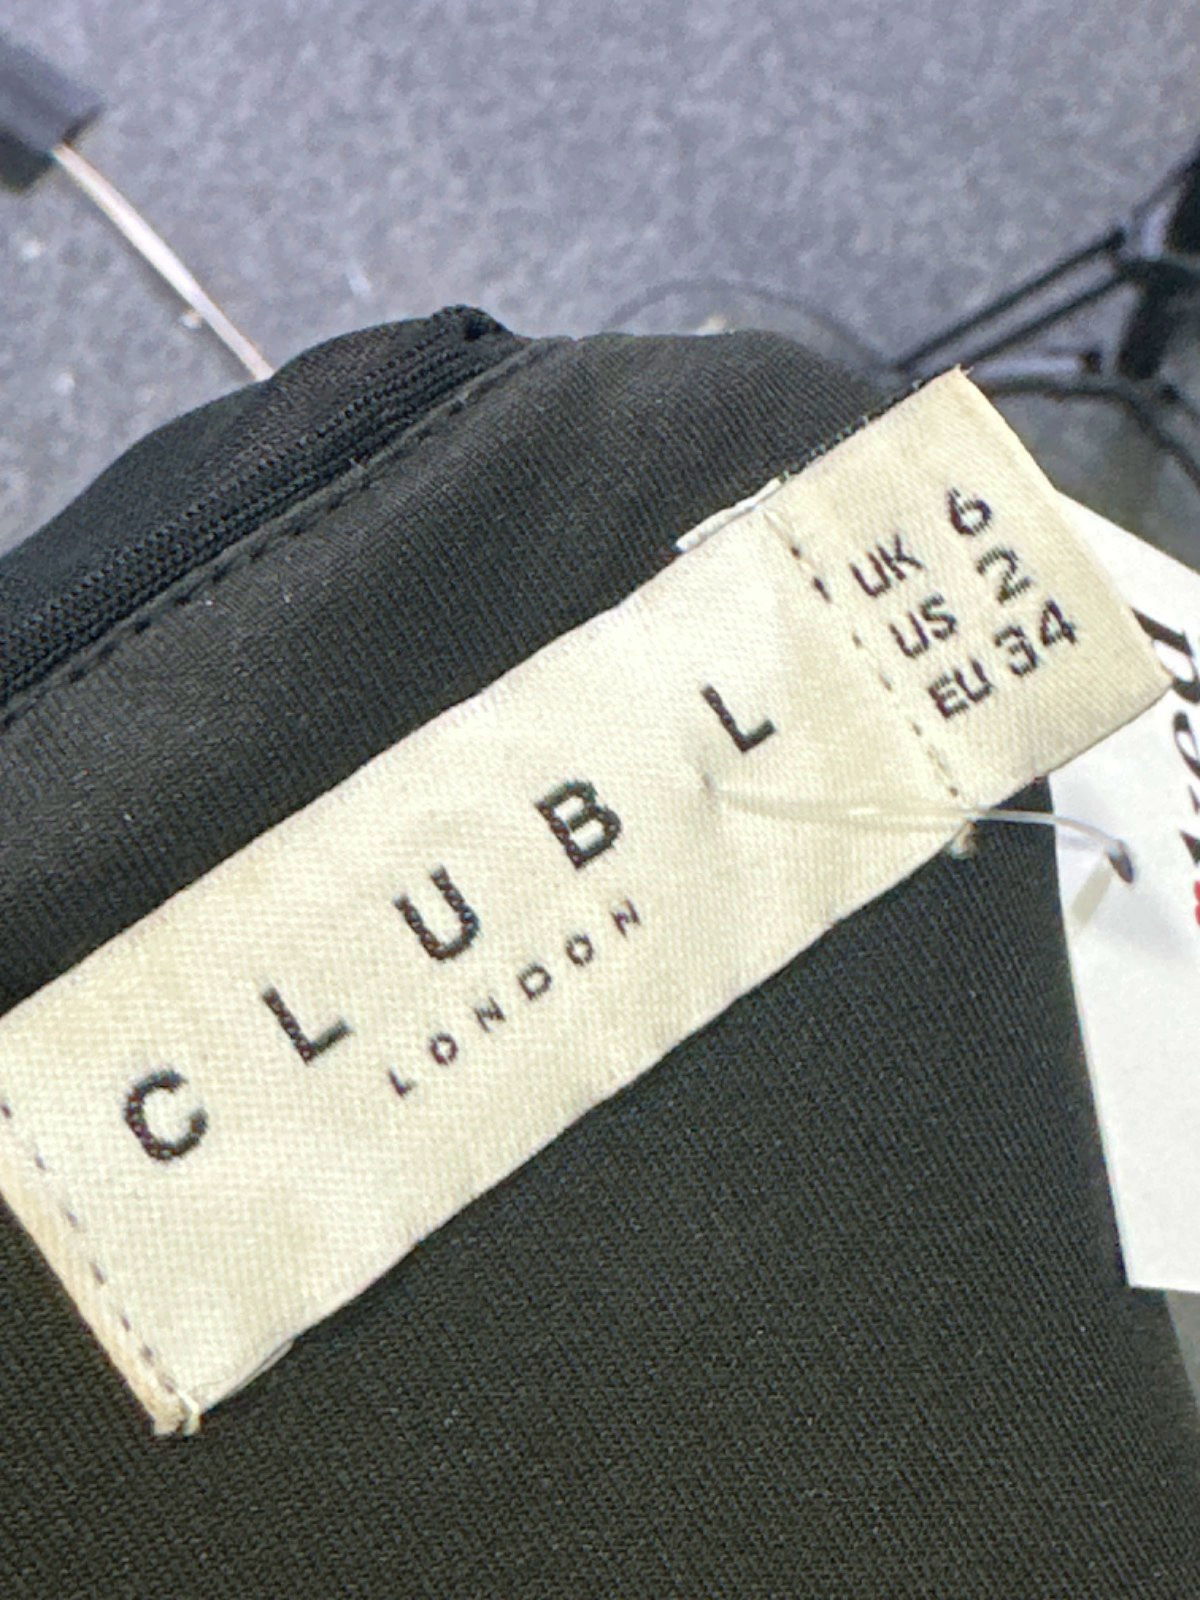 CLUB L
LONDON
UK 6
US 2
EU 34